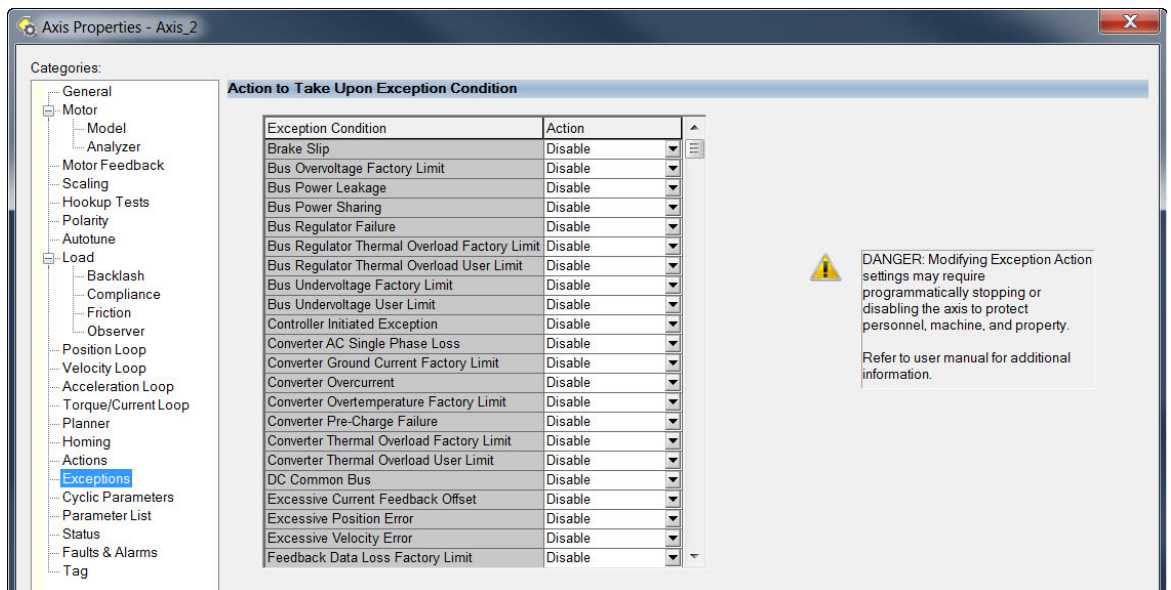 Axis Properties - Axis_2
X
Categories:
General
Motor
Model
Analyzer
Motor Feedback
Scaling
Hookup Tests
Polarity
Autotune
Load
Backlash
Compliance
Friction
Observer
Position Loop
Velocity Loop
Acceleration Loop
Torque/Current Loop
Planner
Homing
Actions
Exceptions
Cyclic Parameters
Parameter List
Status
Faults & Alarms
Tag
Action to Take Upon Exception Condition
Exception Condition Action
Brake Slip Disable
Bus Overvoltage Factory Limit Disable
Bus Power Leakage Disable
Bus Power Sharing Disable
Bus Regulator Failure Disable
Bus Regulator Thermal Overload Factory Limit Disable
Bus Regulator Thermal Overload User Limit Disable
Bus Undervoltage Factory Limit Disable
Bus Undervoltage User Limit Disable
Controller Initiated Exception Disable
Converter AC Single Phase Loss Disable
Converter Ground Current Factory Limit Disable
Converter Overcurrent Disable
Converter Overtemperature Factory Limit Disable
Converter Pre-Charge Failure Disable
Converter Thermal Overload Factory Limit Disable
Converter Thermal Overload User Limit Disable
DC Common Bus Disable
Excessive Current Feedback Offset Disable
Excessive Position Error Disable
Excessive Velocity Error Disable
Feedback Data Loss Factory Limit Disable
DANGER: Modifying Exception Action
settings may require
programmatically stopping or
disabling the axis to protect
personnel, machine, and property.
Refer to user manual for additional
information.